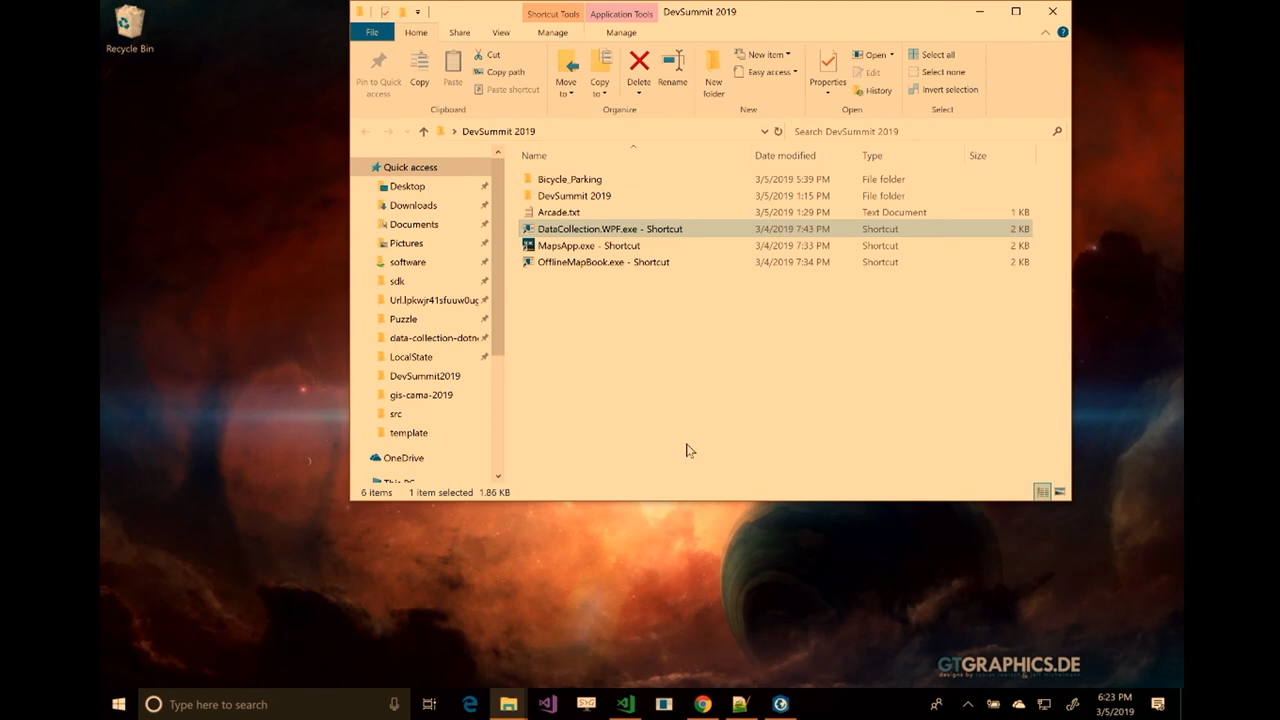 Recycle Bin
Shortcut Tools
Application Tools
DevSummit 2019
File
Home
Share
View
Manage
Manage
Pin to Quick access
Copy
Paste
Cut
Copy path
Paste shortcut
Clipboard
Move to
Copy to
Delete
Rename
Organize
New folder
New item
Easy access
New
Properties
Open
Edit
History
Open
Select all
Select none
Invert selection
Select
DevSummit 2019
Search DevSummit 2019
Quick access
Desktop
Downloads
Documents
Pictures
software
sdk
Puzzle
LocalState
DevSummit2019
gis-cama-2019
src
template
OneDrive
Name Date modified Type Size
Bicycle_Parking 3/5/2019 5:39 PM File folder
DevSummit 2019 3/5/2019 1:15 PM File folder
Arcade.txt 3/5/2019 1:29 PM Text Document 1 KB
DataCollection.WPF.exe - Shortcut 3/4/2019 7:43 PM Shortcut 2 KB
MapsApp.exe - Shortcut 3/4/2019 7:33 PM Shortcut 2 KB
OfflineMapBook.exe - Shortcut 3/4/2019 7:34 PM Shortcut 2 KB
6 items 1 item selected 1.86 KB
GTGRAPHICS.DE
Type here to search
6:23 PM
3/5/2019